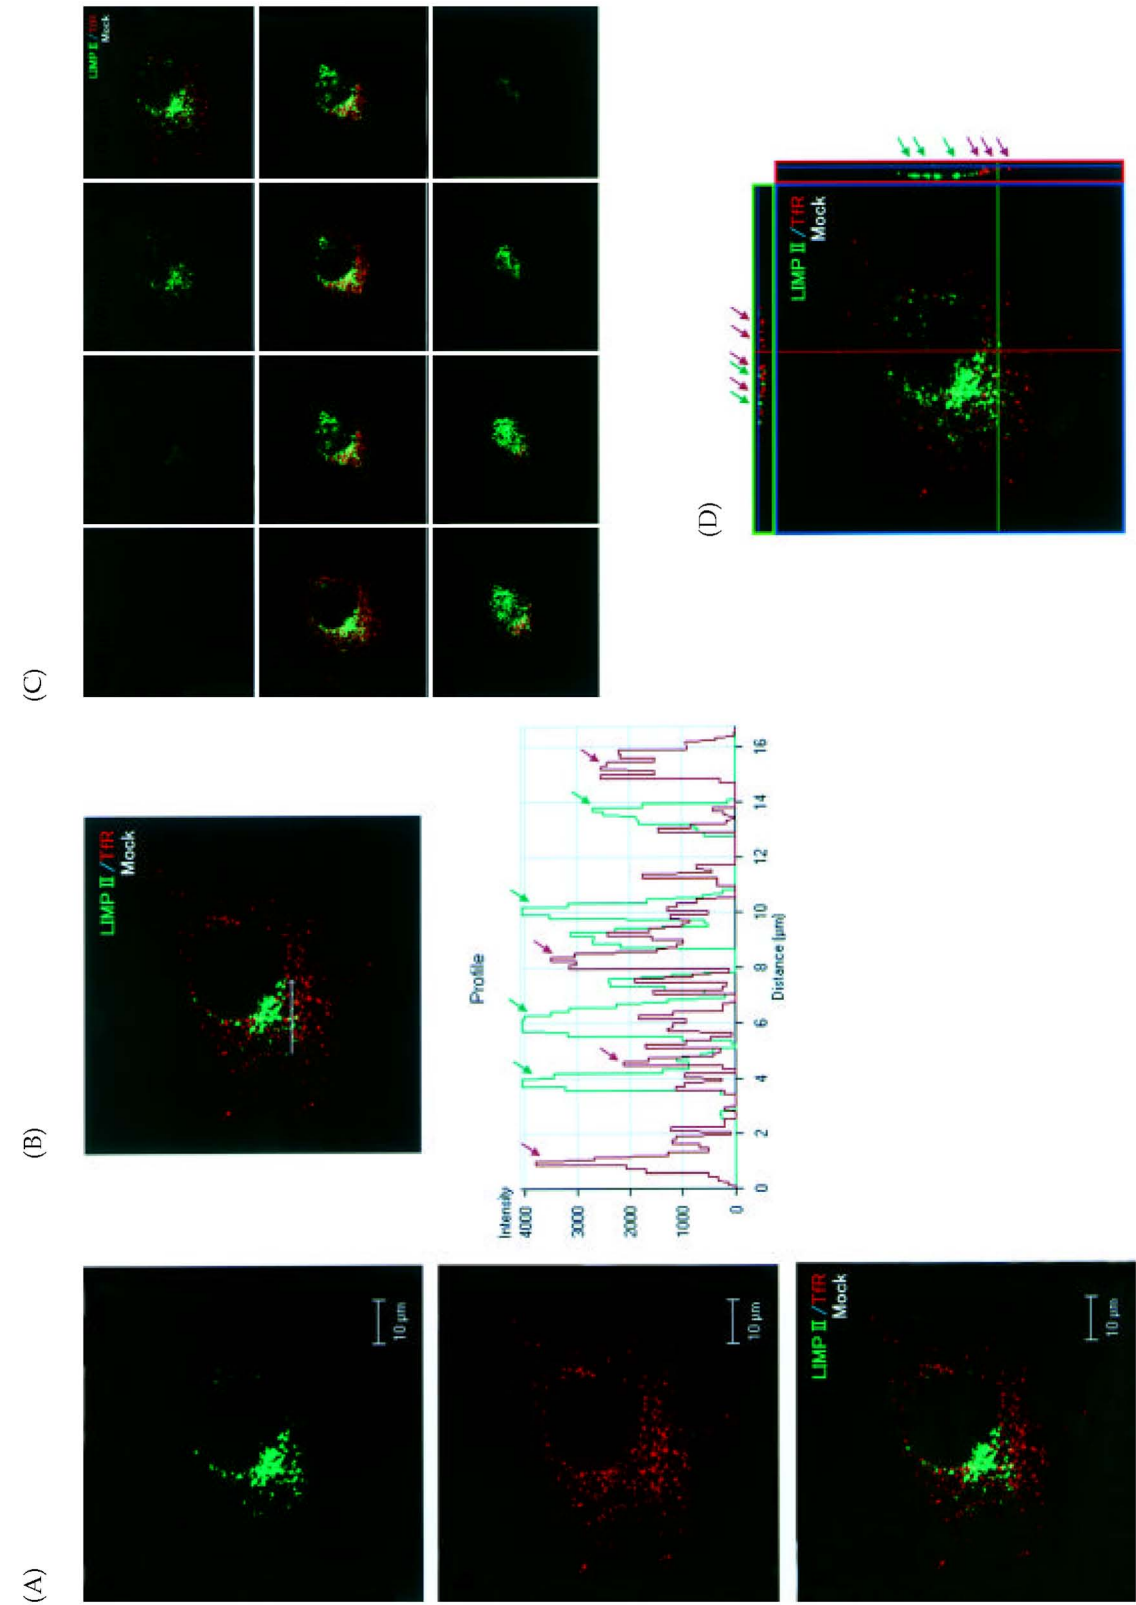 (A)
10 μm
10 μm
LIMP II/TfR
Mock
10 μm
(B)
LIMP II/TfR
Mock
Profile
Intensity
4000
3000
2000
1000
0
0 2 4 6 8 10 12 14 16
Distance (μm)
(C)
LIMP II/TfR
Mock
(D)
LIMP II/TfR
Mock